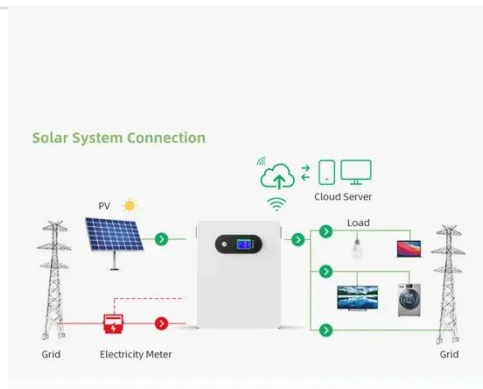 Solar System Connection
Cloud Server
PV
Load
Grid
Electricity Meter
Grid